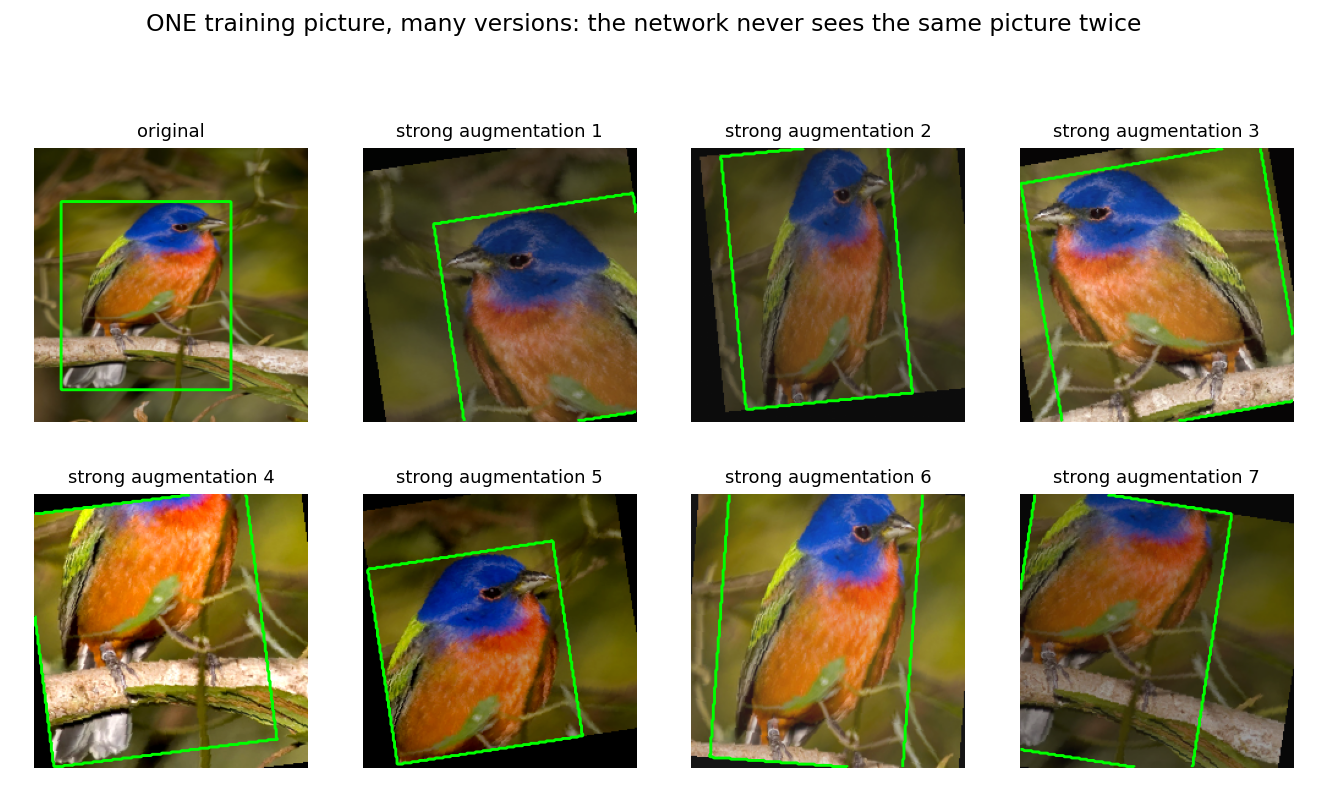 ONE training picture, many versions: the network never sees the same picture twice
original
strong augmentation 1
strong augmentation 2
strong augmentation 3
strong augmentation 4
strong augmentation 5
strong augmentation 6
strong augmentation 7